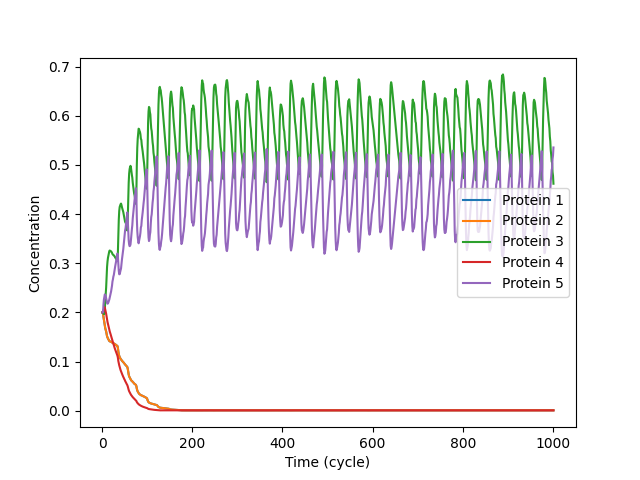 0.7
0.6
0.5
0.4
0.3
0.2
0.1
0.0
Concentration
Protein 1
Protein 2
Protein 3
Protein 4
Protein 5
0 200 400 600 800 1000
Time (cycle)